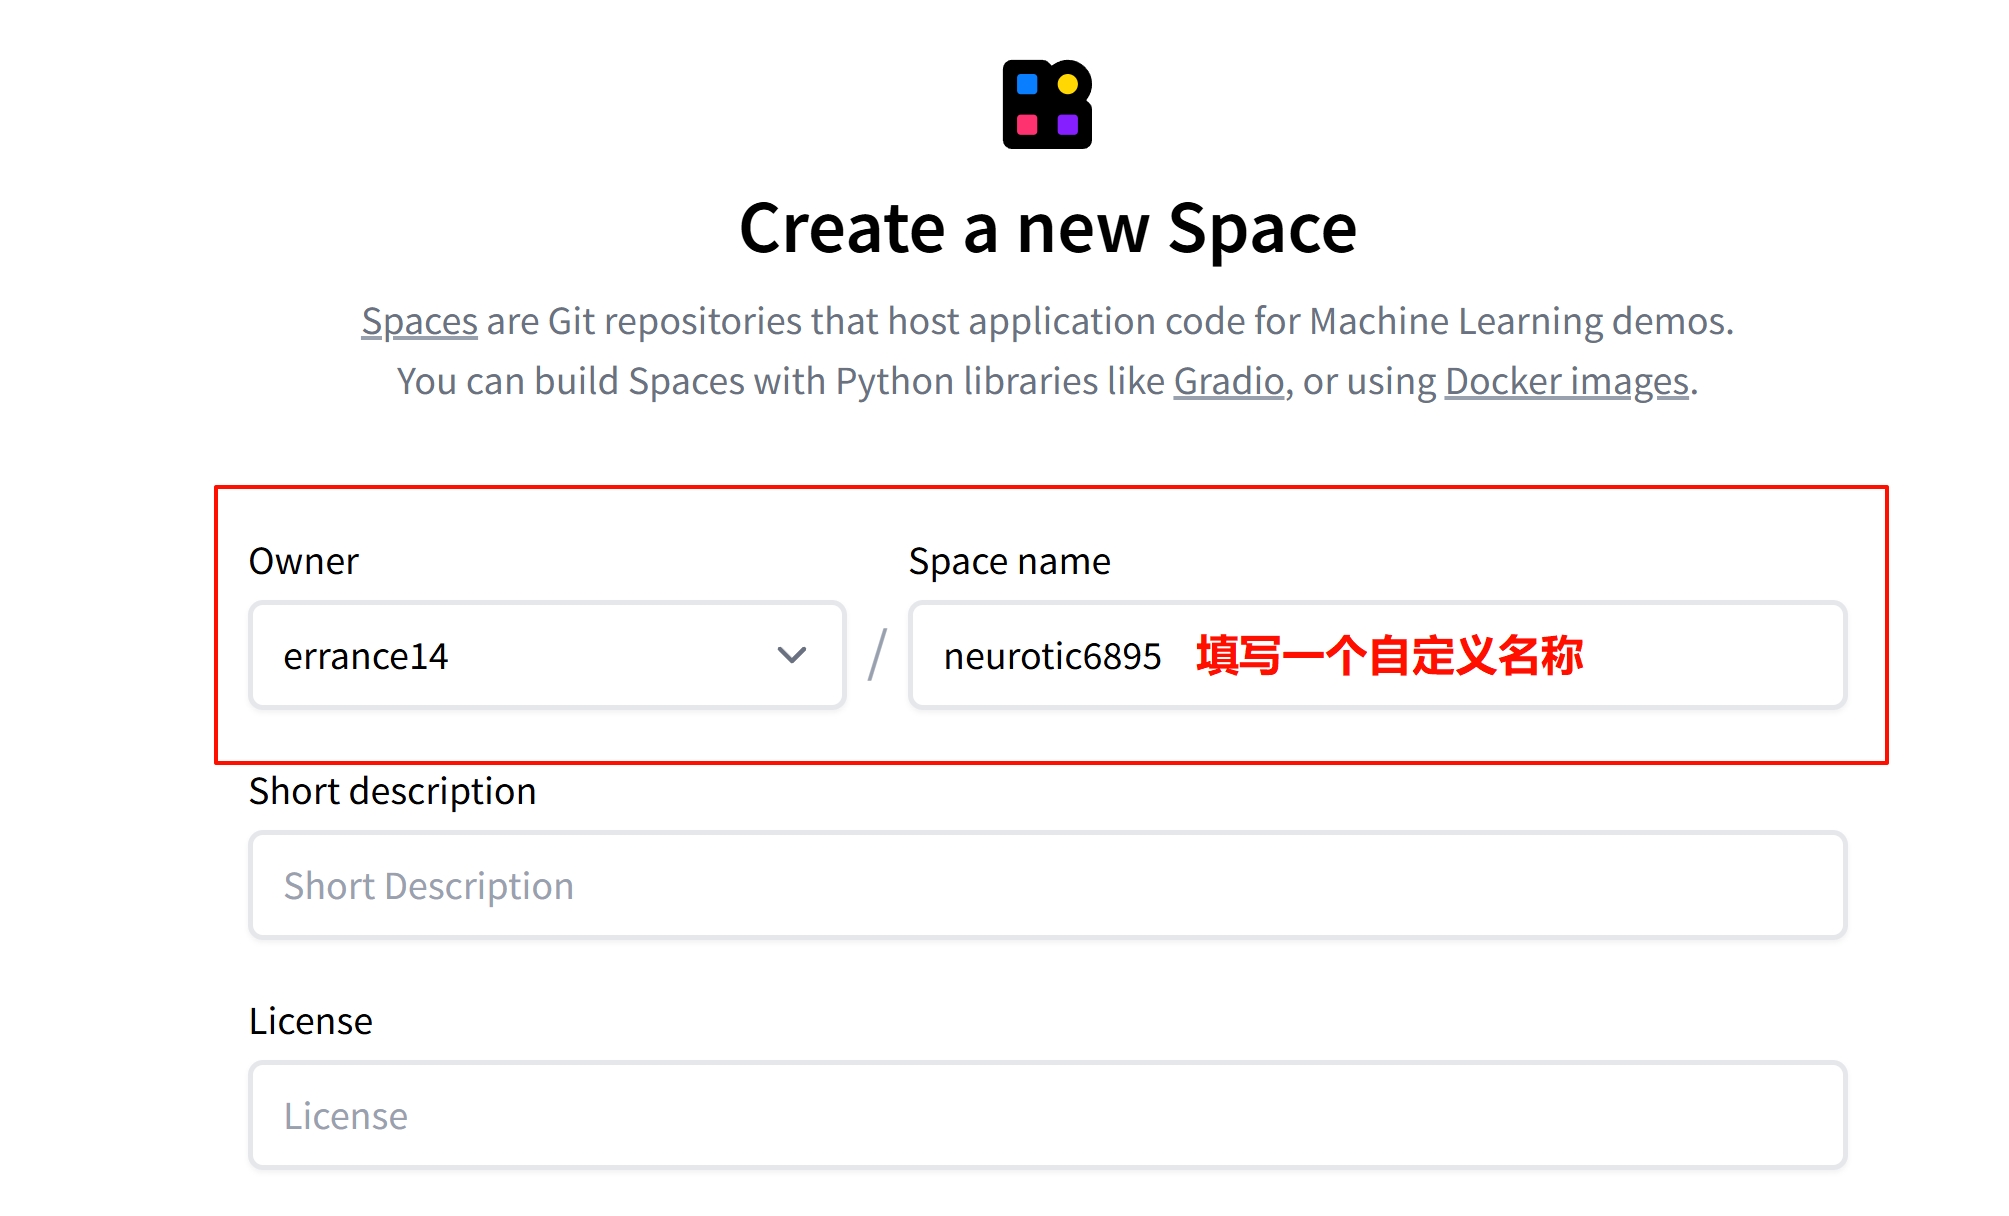 Create a new Space
Spaces are Git repositories that host application code for Machine Learning demos.
You can build Spaces with Python libraries like Gradio, or using Docker images.
Owner
Space name
errance14
/
neurotic6895 填写一个自定义名称
Short description
Short Description
License
License